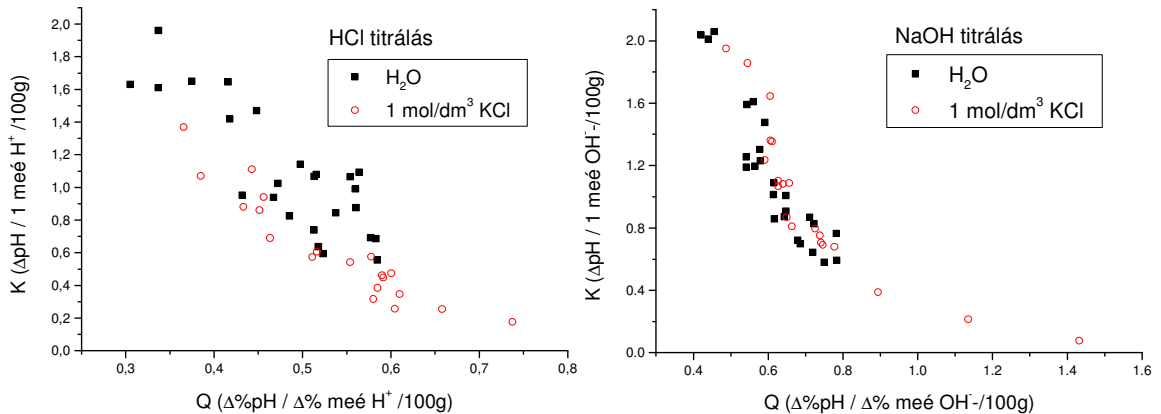 HCl titrálás
H₂O
1 mol/dm³ KCl
K (ΔpH / 1 meé H⁺ /100g)
2,0
1,8
1,6
1,4
1,2
1,0
0,8
0,6
0,4
0,2
0,0
0,3 0,4 0,5 0,6 0,7 0,8
Q (Δ%pH / Δ% meé H⁺ /100g)
NaOH titrálás
H₂O
1 mol/dm³ KCl
K (ΔpH / 1 meé OH⁻/100g)
2.0
1.6
1.2
0.8
0.4
0.0
0.4 0.6 0.8 1.0 1.2 1.4 1.6
Q (Δ%pH / Δ% meé OH⁻/100g)